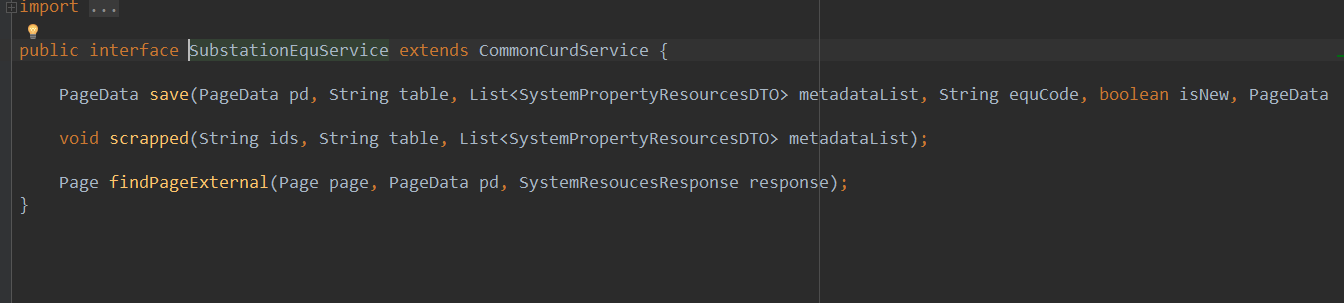 import ...
public interface SubstationEquService extends CommonCurdService {
PageData save(PageData pd, String table, List<SystemPropertyResourcesDTO> metadataList, String equCode, boolean isNew, PageData
void scrapped(String ids, String table, List<SystemPropertyResourcesDTO> metadataList);
Page findPageExternal(Page page, PageData pd, SystemResoucesResponse response);
}